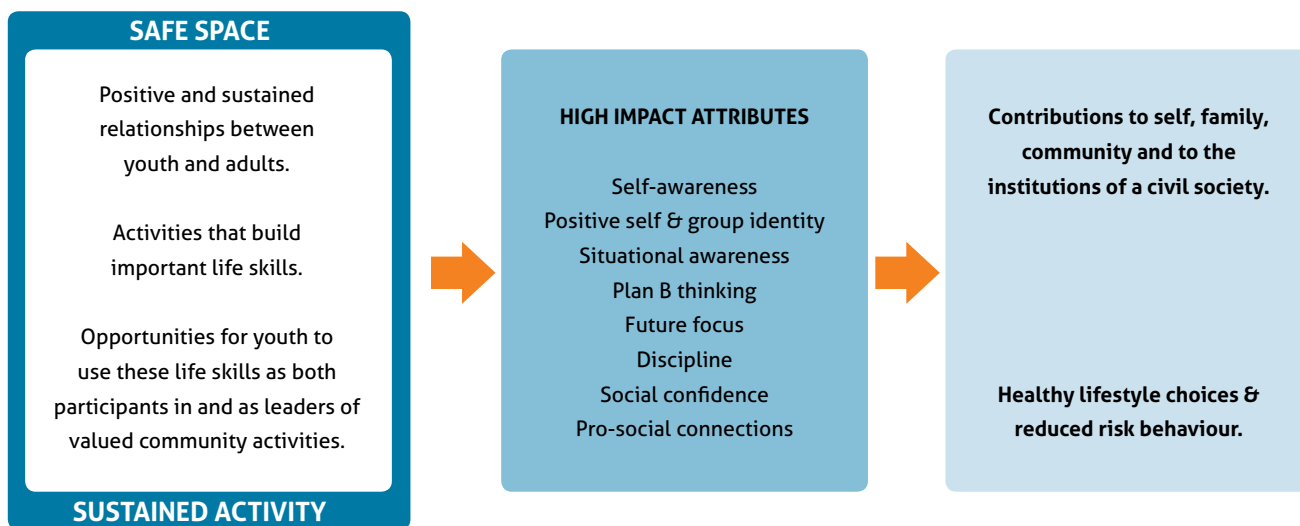 SAFE SPACE
Positive and sustained
relationships between
youth and adults.
Activities that build
important life skills.
Opportunities for youth to
use these life skills as both
participants in and as leaders of
valued community activities.
SUSTAINED ACTIVITY
HIGH IMPACT ATTRIBUTES
Self-awareness
Positive self & group identity
Situational awareness
Plan B thinking
Future focus
Discipline
Social confidence
Pro-social connections
Contributions to self, family,
community and to the
institutions of a civil society.
Healthy lifestyle choices &
reduced risk behaviour.